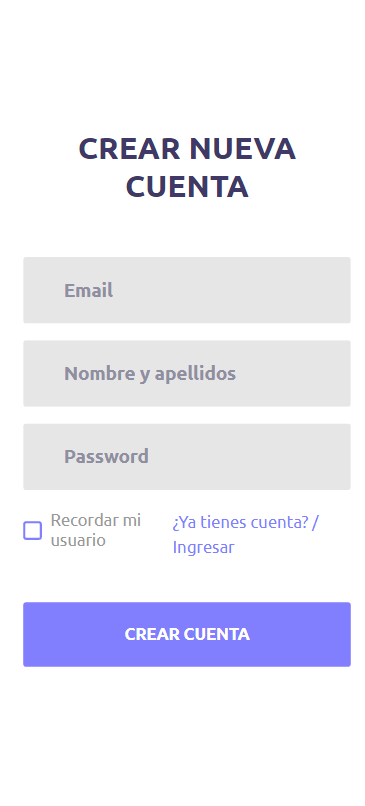 CREAR NUEVA
CUENTA
Email
Nombre y apellidos
Password
Recordar mi
usuario
¿Ya tienes cuenta? /
Ingresar
CREAR CUENTA